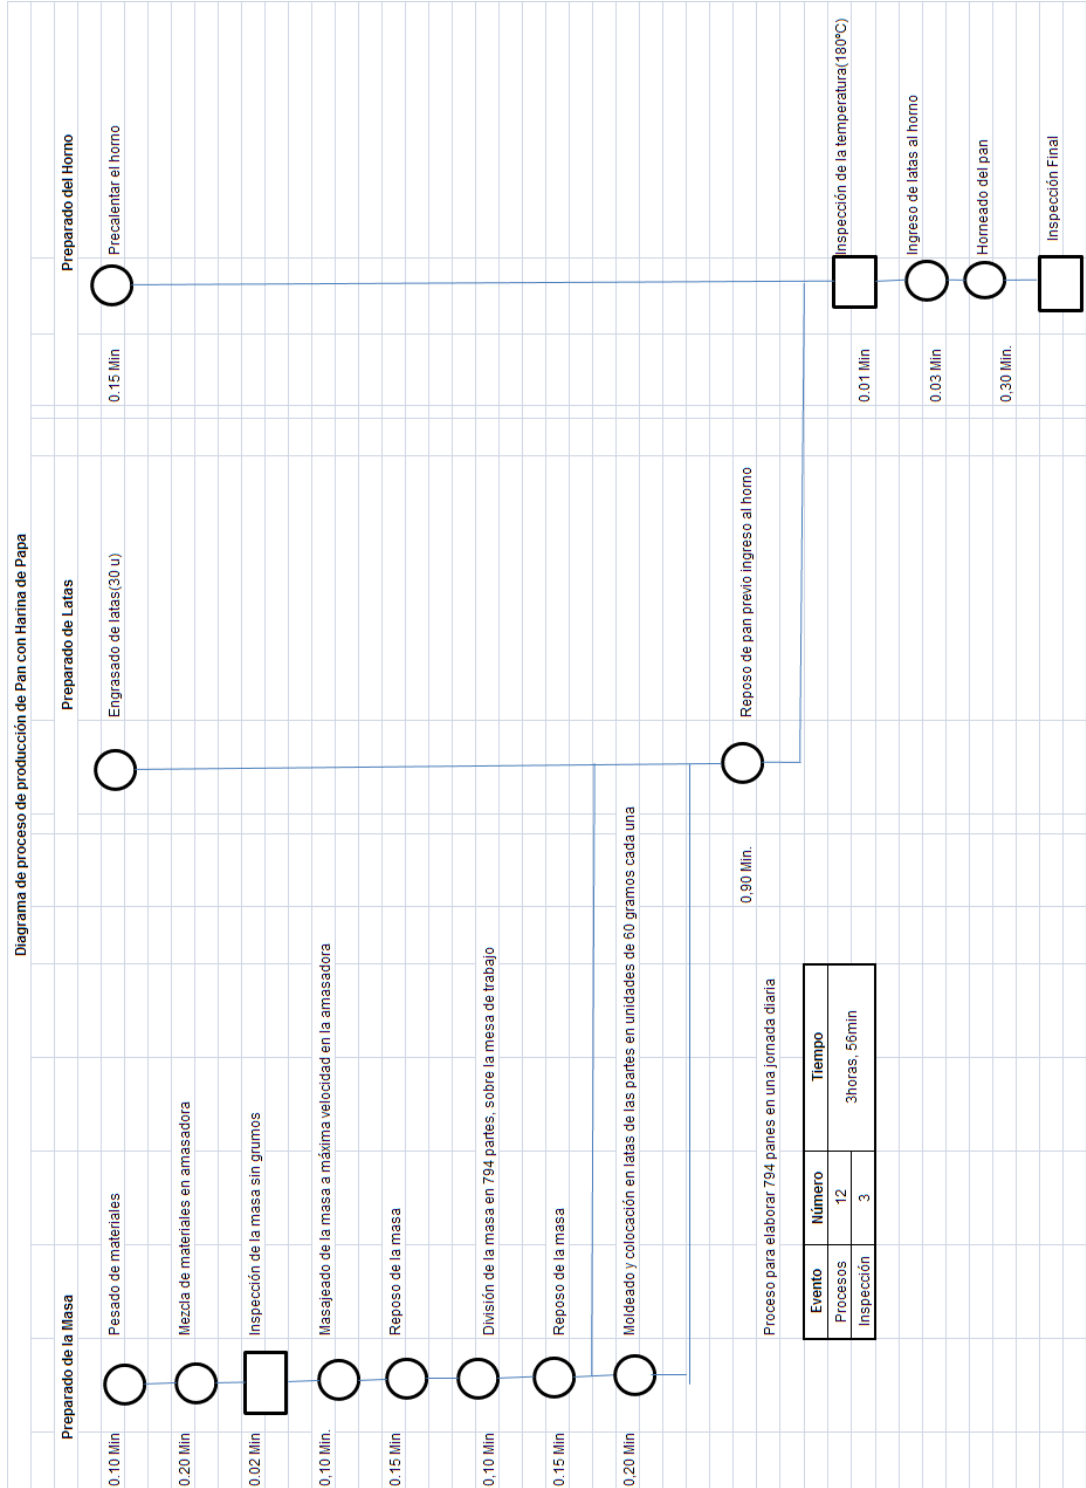 Diagrama de proceso de producción de Pan con Harina de Papa
Preparado de la Masa
Preparado de Latas
Preparado del Horno
0.10 Min
Pesado de materiales
Engrasado de latas(30 u)
0.15 Min
Precalentar el horno
0.20 Min
Mezcla de materiales en amasadora
0.02 Min
Inspección de la masa sin grumos
0,10 Min.
Masajeado de la masa a máxima velocidad en la amasadora
0.15 Min
Reposo de la masa
0,10 Min
División de la masa en 794 partes, sobre la mesa de trabajo
0.15 Min
Reposo de la masa
0,20 Min
Moldeado y colocación en latas de las partes en unidades de 60 gramos cada una
0,90 Min.
Reposo de pan previo ingreso al horno
Proceso para elaborar 794 panes en una jornada diaria
Evento Número Tiempo
Procesos 12
3horas, 56min
Inspección 3
Inspección de la temperatura(180ºC)
0.01 Min
Ingreso de latas al horno
0.03 Min
Horneado del pan
0,30 Min.
Inspección Final